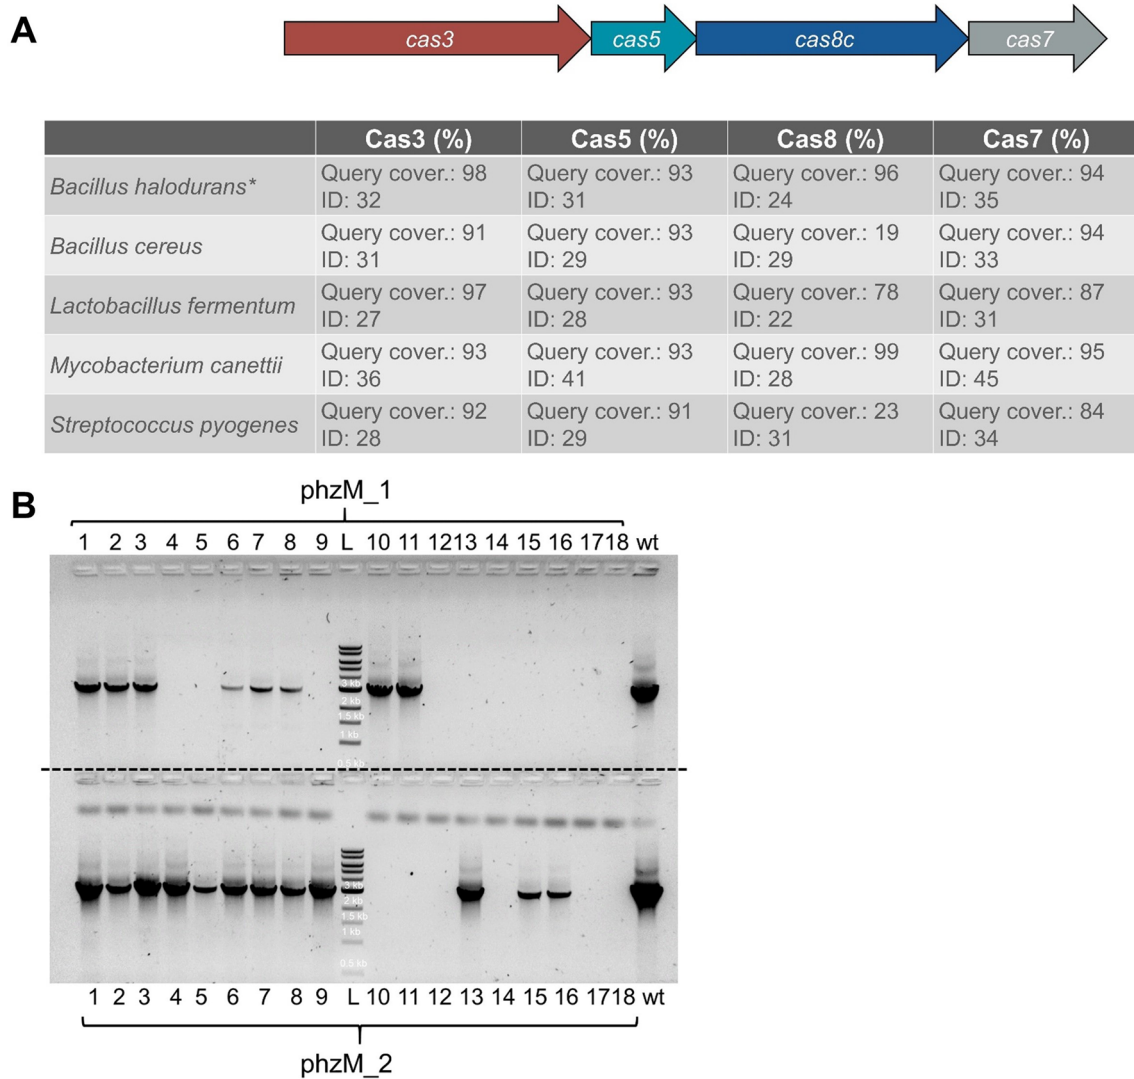 A
cas3 cas5 cas8c cas7
Cas3 (%) Cas5 (%) Cas8 (%) Cas7 (%)
Bacillus halodurans* Query cover.: 98 Query cover.: 93 Query cover.: 96 Query cover.: 94
ID: 32 ID: 31 ID: 24 ID: 35
Bacillus cereus Query cover.: 91 Query cover.: 93 Query cover.: 19 Query cover.: 94
ID: 31 ID: 29 ID: 29 ID: 33
Lactobacillus fermentum Query cover.: 97 Query cover.: 93 Query cover.: 78 Query cover.: 87
ID: 27 ID: 28 ID: 22 ID: 31
Mycobacterium canettii Query cover.: 93 Query cover.: 93 Query cover.: 99 Query cover.: 95
ID: 36 ID: 41 ID: 28 ID: 45
Streptococcus pyogenes Query cover.: 92 Query cover.: 91 Query cover.: 23 Query cover.: 84
ID: 28 ID: 29 ID: 31 ID: 34
B
phzM_1
1 2 3 4 5 6 7 8 9 L 10 11 12 13 14 15 16 17 18 wt
3 kb
2 kb
1.5 kb
1 kb
0.5 kb
3 kb
2 kb
1.5 kb
1 kb
0.5 kb
1 2 3 4 5 6 7 8 9 L 10 11 12 13 14 15 16 17 18 wt
phzM_2